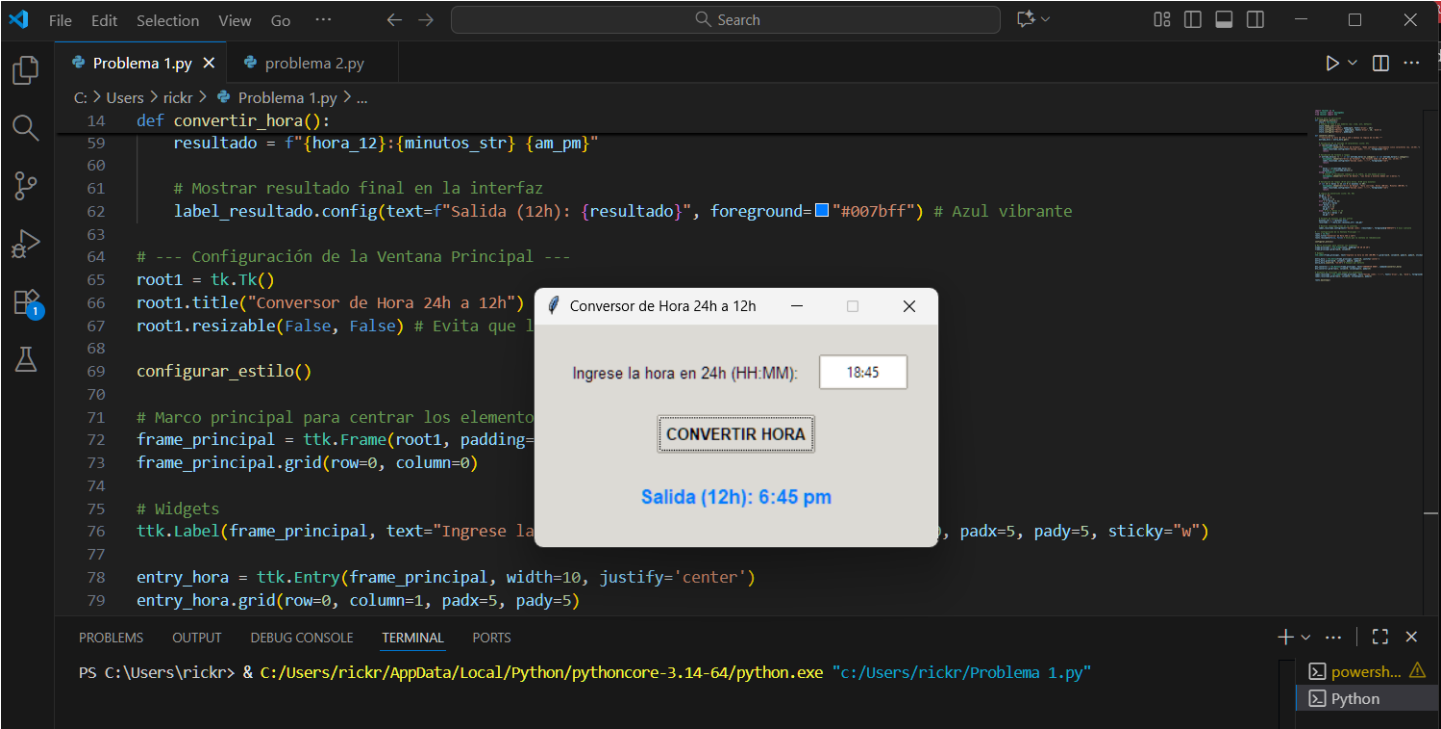 File Edit Selection View Go ··· Search
Problema 1.py problema 2.py
C: > Users > rickr > Problema 1.py > ...
14 def convertir_hora():
59 resultado = f"{hora_12}:{minutos_str} {am_pm}"
60
61 # Mostrar resultado final en la interfaz
62 label_resultado.config(text=f"Salida (12h): {resultado}", foreground="#007bff") # Azul vibrante
63
64 # --- Configuración de la Ventana Principal ---
65 root1 = tk.Tk()
66 root1.title("Conversor de Hora 24h a 12h")
67 root1.resizable(False, False) # Evita que l
68
69 configurar_estilo()
70
71 # Marco principal para centrar los elemento
72 frame_principal = ttk.Frame(root1, padding=
73 frame_principal.grid(row=0, column=0)
74
75 # Widgets
76 ttk.Label(frame_principal, text="Ingrese la , padx=5, pady=5, sticky="w")
77
78 entry_hora = ttk.Entry(frame_principal, width=10, justify='center')
79 entry_hora.grid(row=0, column=1, padx=5, pady=5)
Conversor de Hora 24h a 12h
Ingrese la hora en 24h (HH:MM): 18:45
CONVERTIR HORA
Salida (12h): 6:45 pm
1
PROBLEMS OUTPUT DEBUG CONSOLE TERMINAL PORTS
PS C:\Users\rickr> & C:/Users/rickr/AppData/Local/Python/pythoncore-3.14-64/python.exe "c:/Users/rickr/Problema 1.py"
powersh...
Python